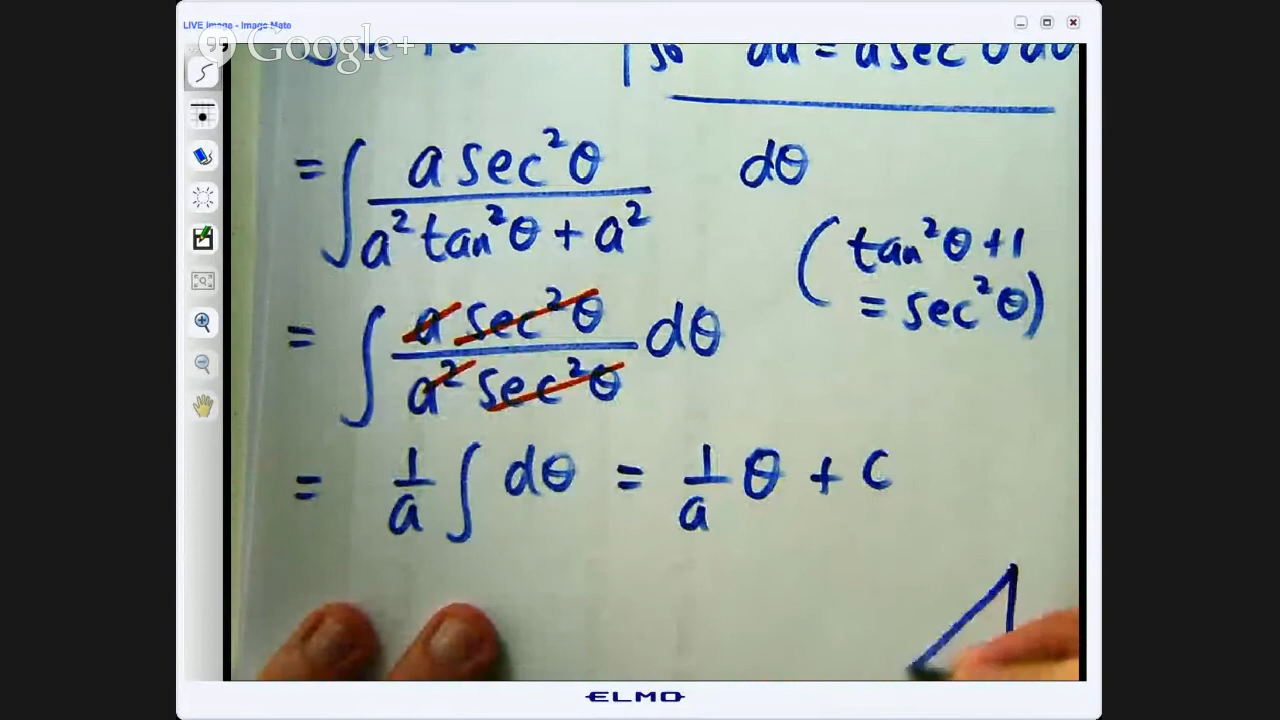 LIVE Image - Image Mate
Google+
so du = a sec²θ dθ
= ∫ a sec²θ / (a² tan²θ + a²) dθ
( tan²θ + 1
= sec²θ )
= ∫ a sec²θ / (a² sec²θ) dθ
= 1/a ∫ dθ = 1/a θ + c
ELMO